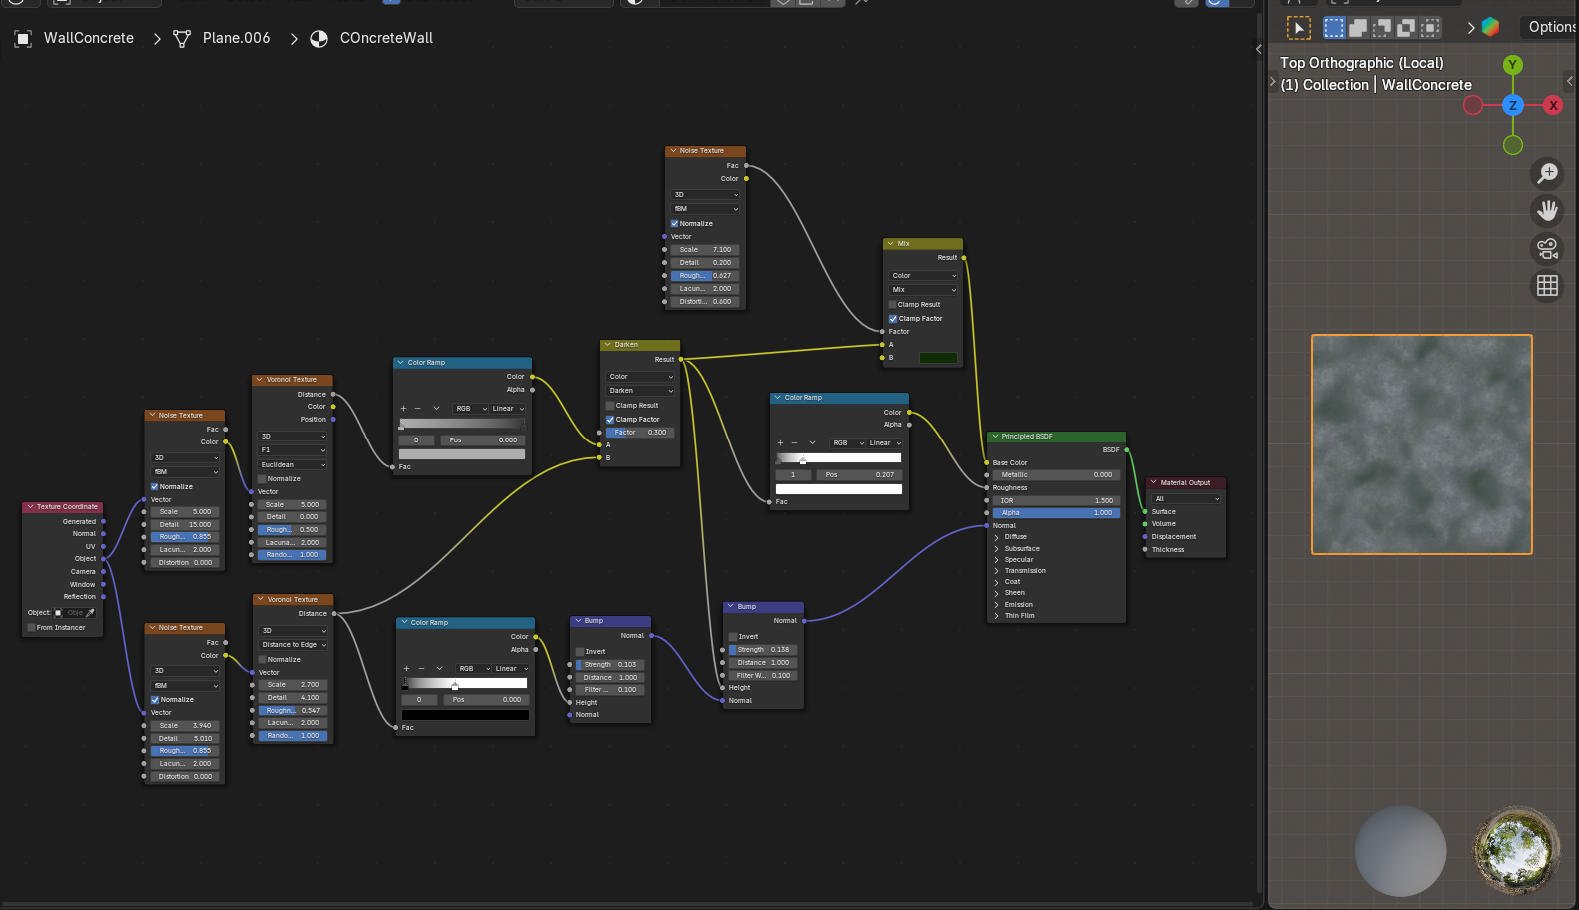 WallConcrete > Plane.006 > COncreteWall
Options
Top Orthographic (Local)
(1) Collection | WallConcrete
Y
Z
X
Noise Texture
Fac
Color
3D
fBM
Normalize
Vector
Scale 7.100
Detail 0.200
Rough... 0.627
Lacun... 2.000
Distorti... 0.600
Mix
Result
Color
Mix
Clamp Result
Clamp Factor
Factor
A
B
Darken
Result
Color
Darken
Clamp Result
Clamp Factor
Factor 0.300
A
B
Color Ramp
Color
Alpha
+ − RGB Linear
0 Pos 0.000
Fac
Voronoi Texture
Distance
Color
Position
3D
F1
Euclidean
Normalize
Vector
Scale 5.000
Detail 0.000
Rough... 0.500
Lacuna... 2.000
Rando... 1.000
Noise Texture
Fac
Color
3D
fBM
Normalize
Vector
Scale 5.000
Detail 15.000
Rough... 0.855
Lacun... 2.000
Distortion 0.000
Texture Coordinate
Generated
Normal
UV
Object
Camera
Window
Reflection
Object: Obje
From Instancer
Noise Texture
Fac
Color
3D
fBM
Normalize
Vector
Scale 3.940
Detail 5.010
Rough... 0.855
Lacun... 2.000
Distortion 0.000
Voronoi Texture
Distance
3D
Distance to Edge
Normalize
Vector
Scale 2.700
Detail 4.100
Roughn... 0.547
Lacun... 2.000
Rando... 1.000
Color Ramp
Color
Alpha
+ − RGB Linear
0 Pos 0.000
Fac
Bump
Normal
Invert
Strength 0.103
Distance 1.000
Filter ... 0.100
Height
Normal
Bump
Normal
Invert
Strength 0.138
Distance 1.000
Filter W... 0.100
Height
Normal
Color Ramp
Color
Alpha
+ − RGB Linear
1 Pos 0.207
Fac
Principled BSDF
BSDF
Base Color
Metallic 0.000
Roughness
IOR 1.500
Alpha 1.000
Normal
Diffuse
Subsurface
Specular
Transmission
Coat
Sheen
Emission
Thin Film
Material Output
All
Surface
Volume
Displacement
Thickness